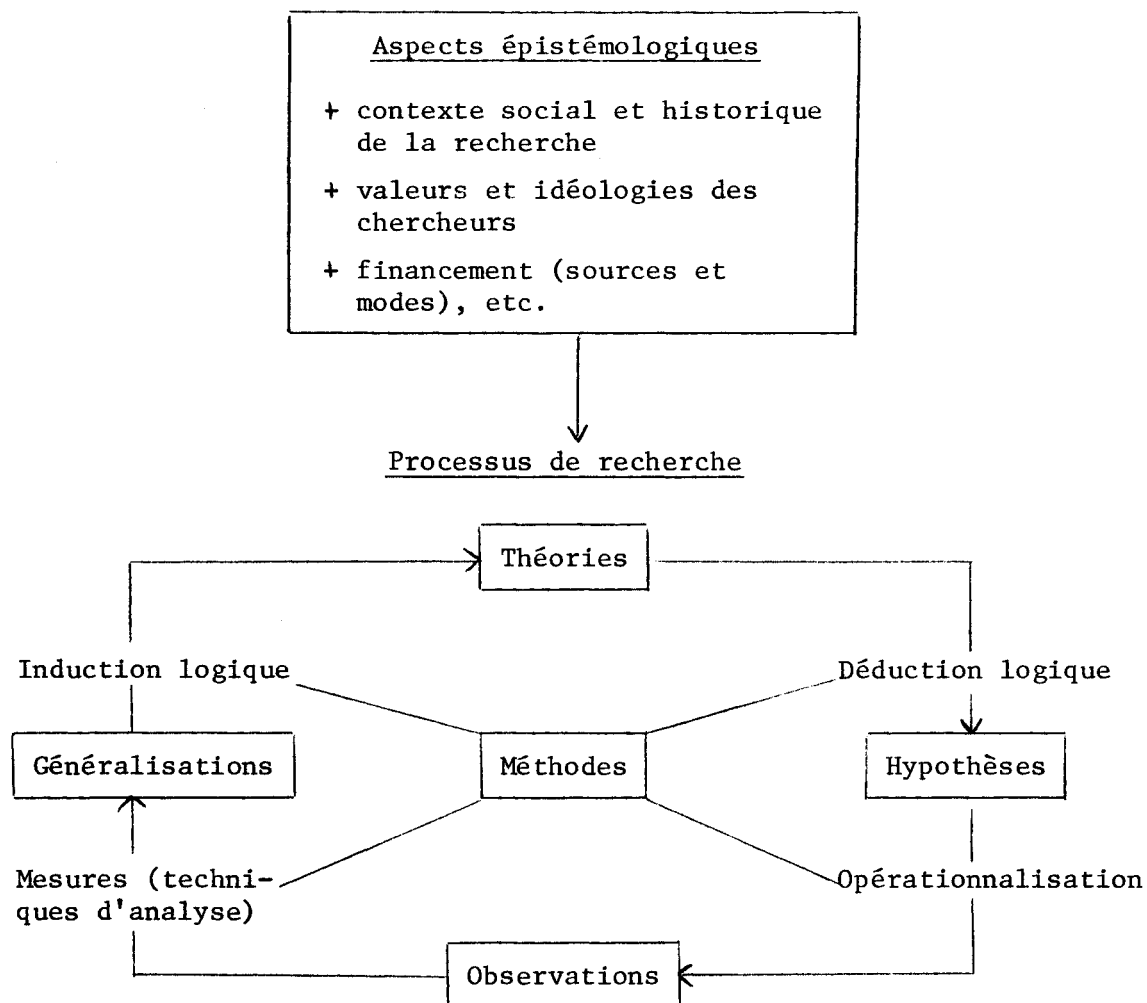 Aspects épistémologiques
+ contexte social et historique
de la recherche
+ valeurs et idéologies des
chercheurs
+ financement (sources et
modes), etc.
Processus de recherche
Théories
Induction logique
Déduction logique
Généralisations
Méthodes
Hypothèses
Mesures (techni-
ques d'analyse)
Opérationnalisation
Observations